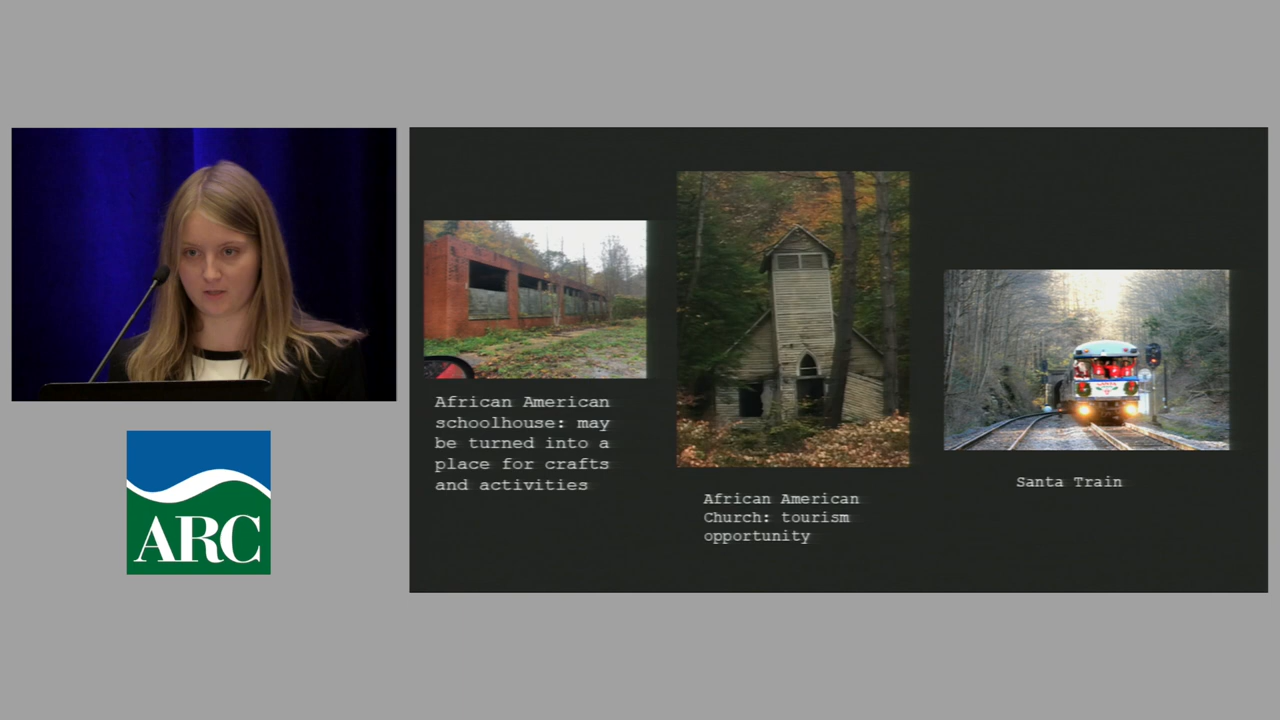 ARC
African American
schoolhouse: may
be turned into a
place for crafts
and activities
African American
Church: tourism
opportunity
Santa Train